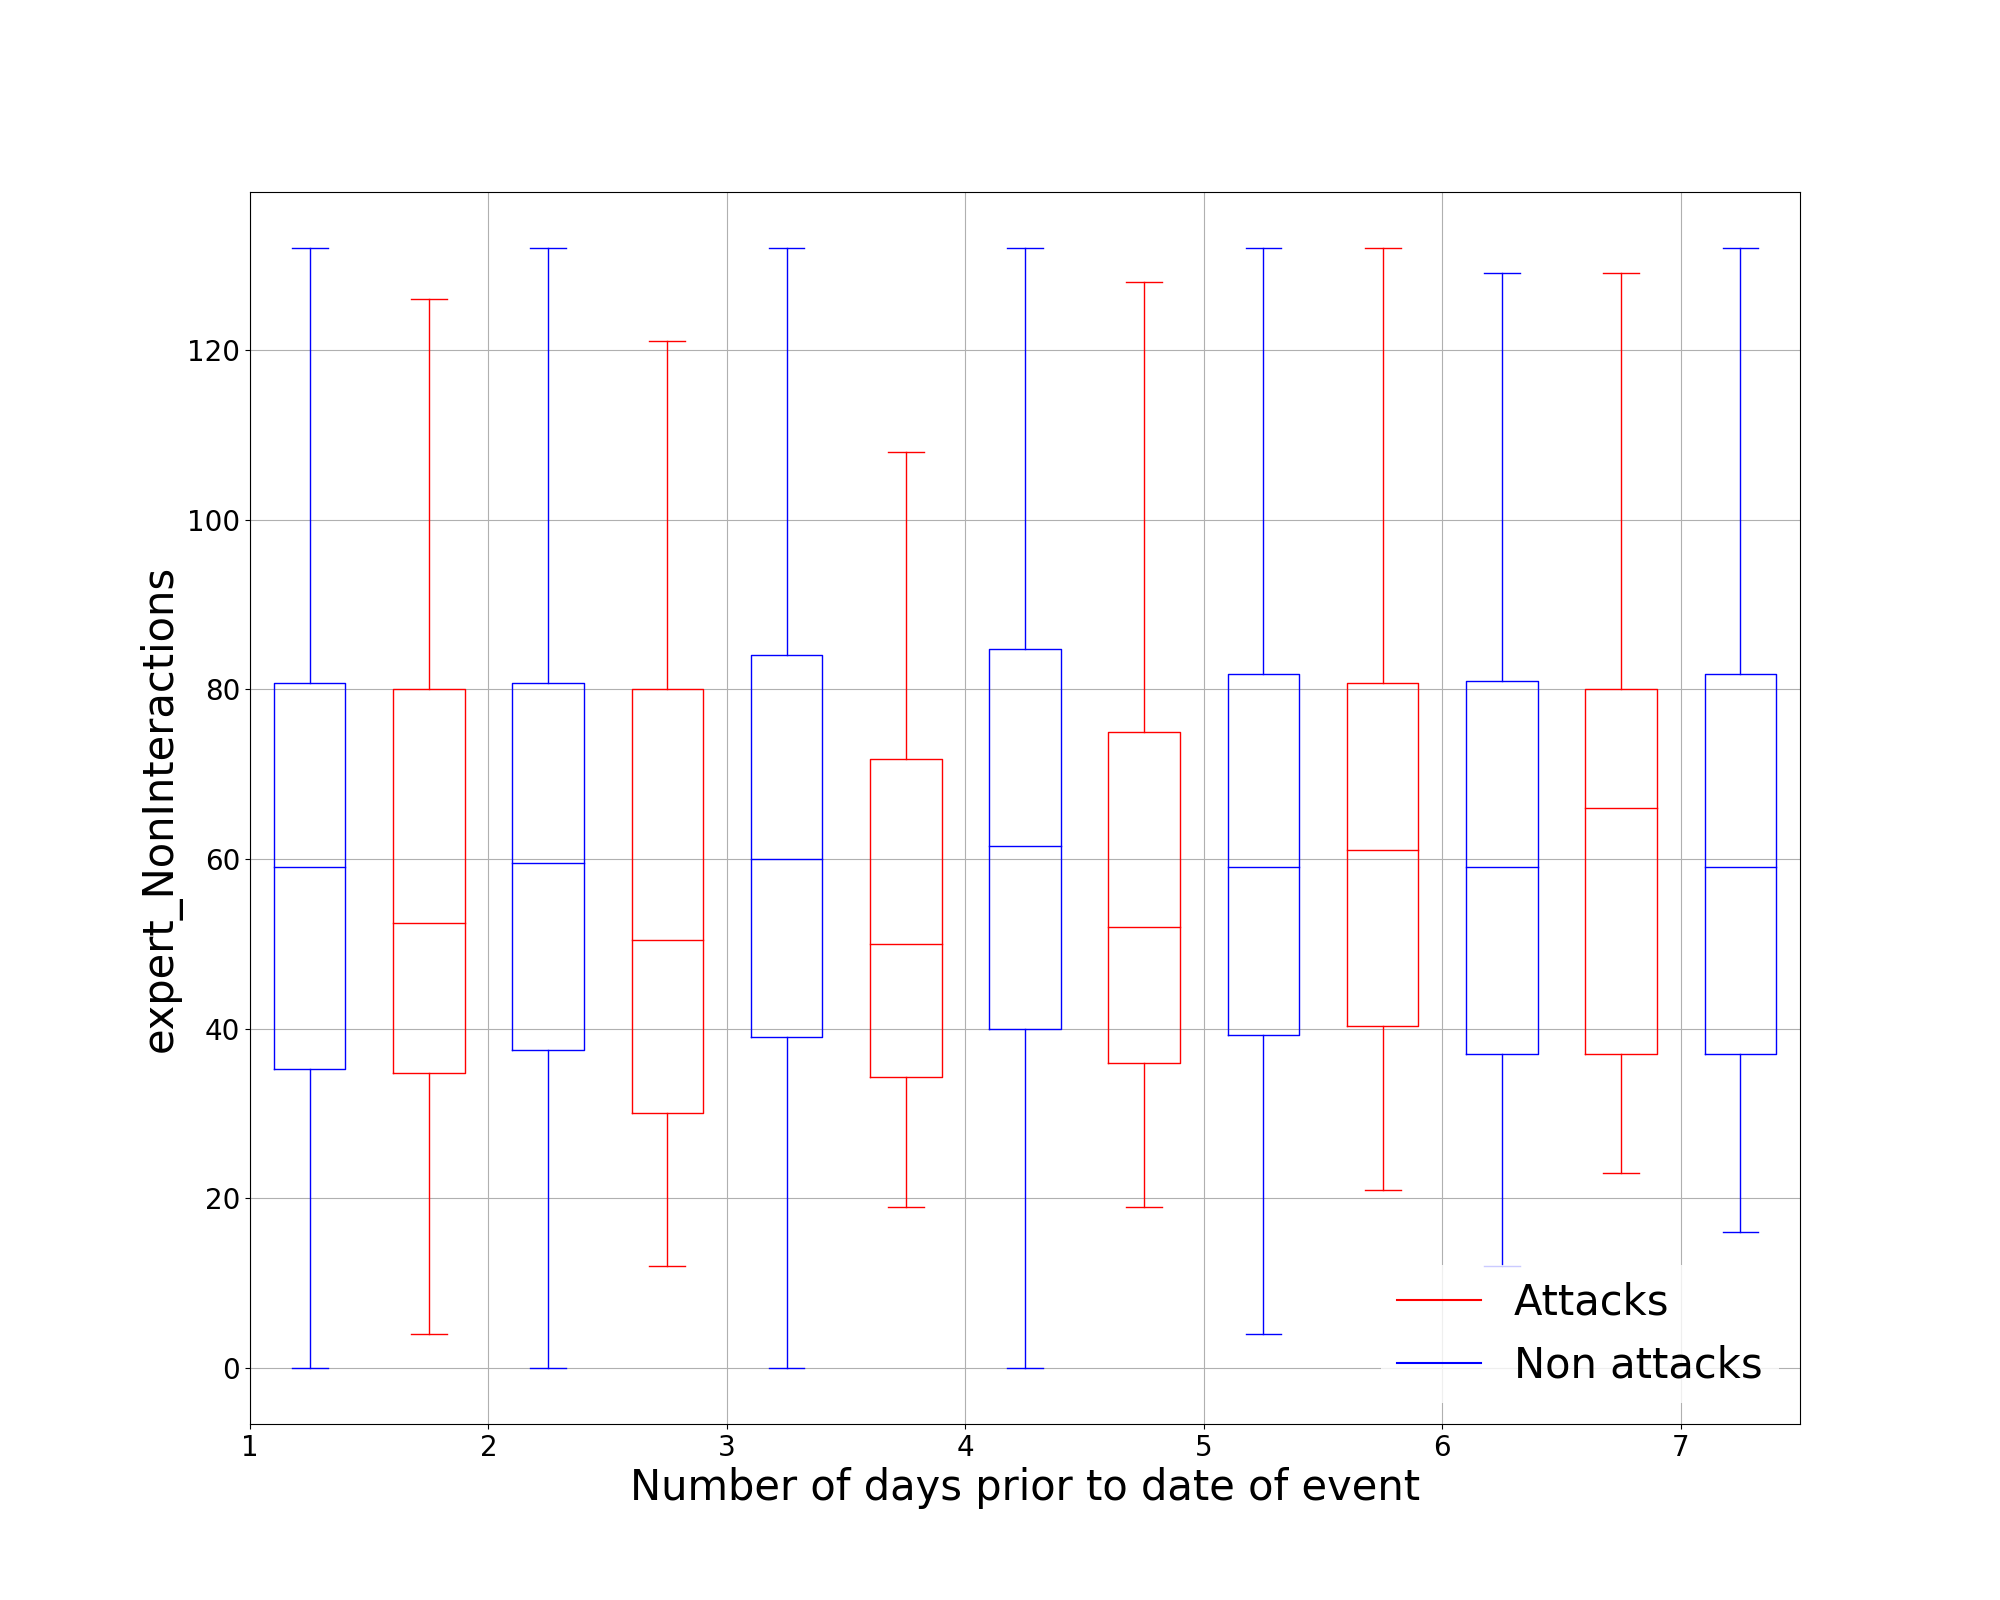 expert_NonInteractions
120
100
80
60
40
20
0
Attacks
Non attacks
1 2 3 4 5 6 7
Number of days prior to date of event